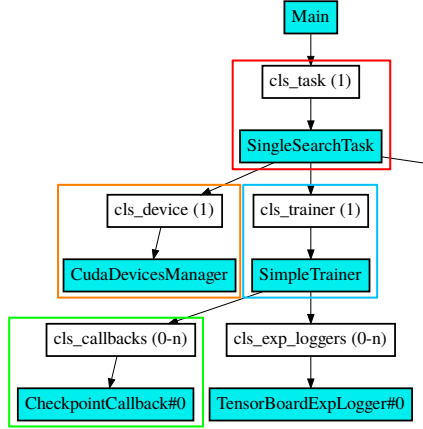 Main
cls_task (1)
SingleSearchTask
cls_device (1)
cls_trainer (1)
CudaDevicesManager
SimpleTrainer
cls_callbacks (0-n)
cls_exp_loggers (0-n)
CheckpointCallback#0
TensorBoardExpLogger#0